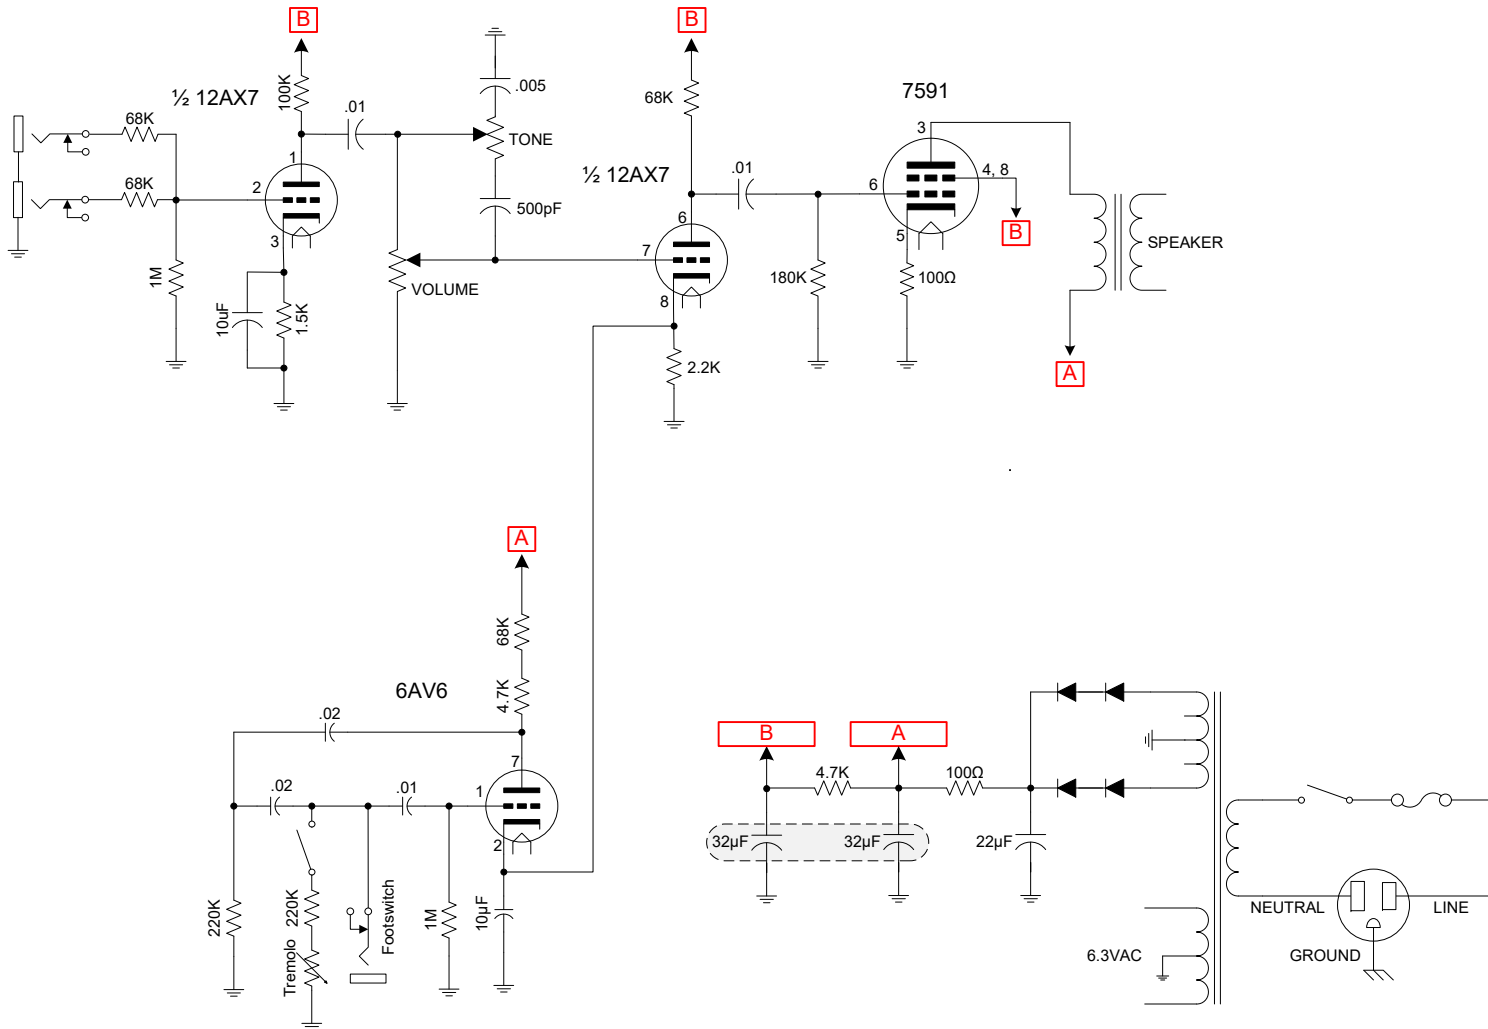 B
B
½ 12AX7
100K
.01
.005
68K
7591
3
68K
TONE
1
½ 12AX7
.01
4, 8
68K
2
6
500pF
6
B
3
7
5
SPEAKER
1M
VOLUME
180K
100Ω
8
10uF
1.5K
2.2K
A
A
68K
6AV6
4.7K
.02
B
A
7
4.7K
100Ω
.02
.01
1
32µF
32µF
22µF
2
220K
220K
Footswitch
1M
10µF
NEUTRAL
LINE
Tremolo
6.3VAC
GROUND